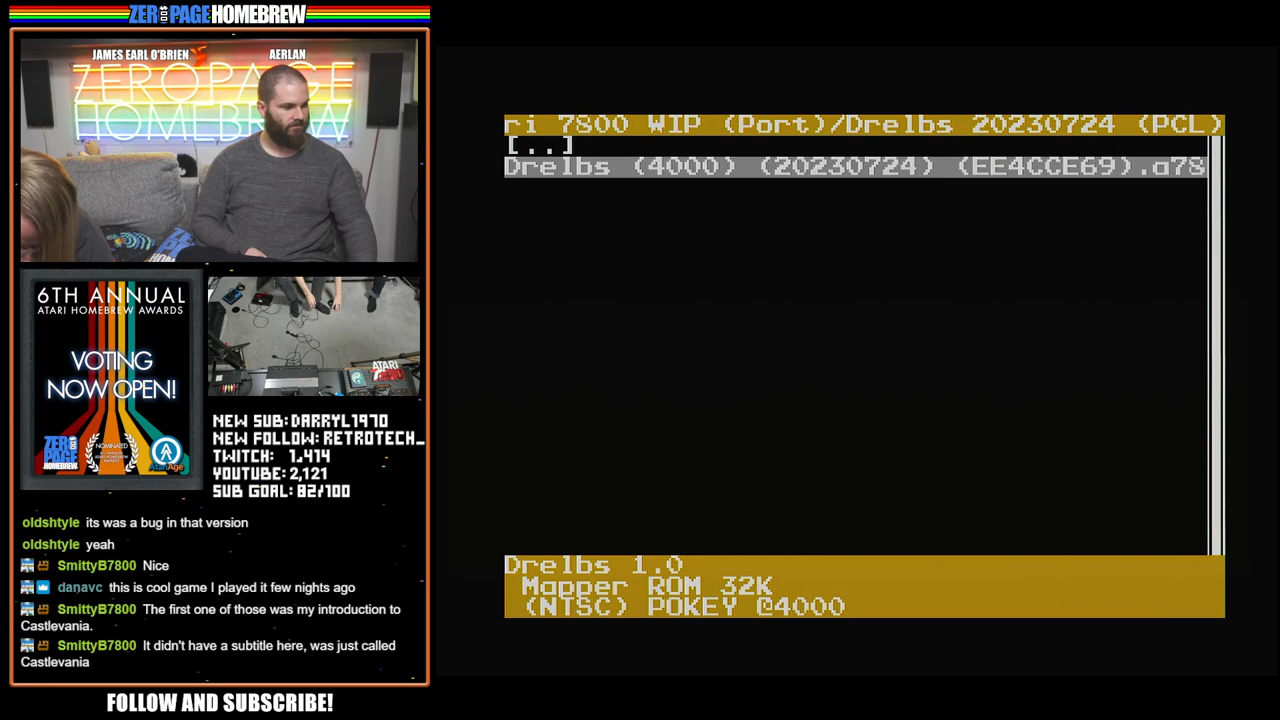 ZEROPAGE HOMEBREW
JAMES EARL O'BRIEN
AERLAN
ZEROPAGE
HOMEBREW
6TH ANNUAL
ATARI HOMEBREW AWARDS
VOTING
NOW OPEN!
ZERO
PAGE
HOMEBREW
NOMINATED
AtariAge
ATARI
NEW SUB: DARRYL1970
NEW FOLLOW: RETROTECH_
TWITCH: 1,414
YOUTUBE: 2,121
SUB GOAL: 82/100
oldshtyle its was a bug in that version
oldshtyle yeah
SmittyB7800 Nice
danavc this is cool game I played it few nights ago
SmittyB7800 The first one of those was my introduction to
Castlevania.
SmittyB7800 It didn't have a subtitle here, was just called
Castlevania
FOLLOW AND SUBSCRIBE!
ri 7800 WIP (Port)/Drelbs 20230724 (PCL)
[..]
Drelbs (4000) (20230724) (EE4CCE69).a78
Drelbs 1.0
Mapper ROM 32K
(NTSC) POKEY @4000